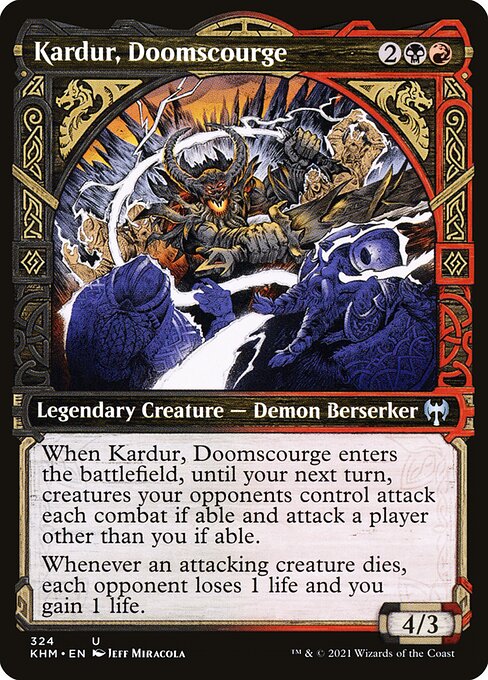 Kardur, Doomscourge 2
Legendary Creature — Demon Berserker
When Kardur, Doomscourge enters
the battlefield, until your next turn,
creatures your opponents control attack
each combat if able and attack a player
other than you if able.
Whenever an attacking creature dies,
each opponent loses 1 life and you
gain 1 life.
4/3
324 U
KHM • EN Jeff Miracola
™ & © 2021 Wizards of the Coast